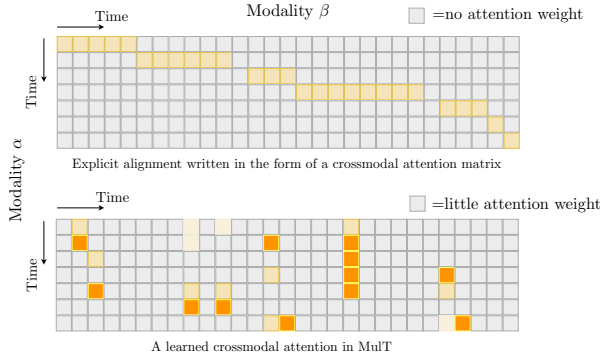 Modality β
Time
=no attention weight
Time
Explicit alignment written in the form of a crossmodal attention matrix
Modality α
Time
=little attention weight
Time
A learned crossmodal attention in MulT